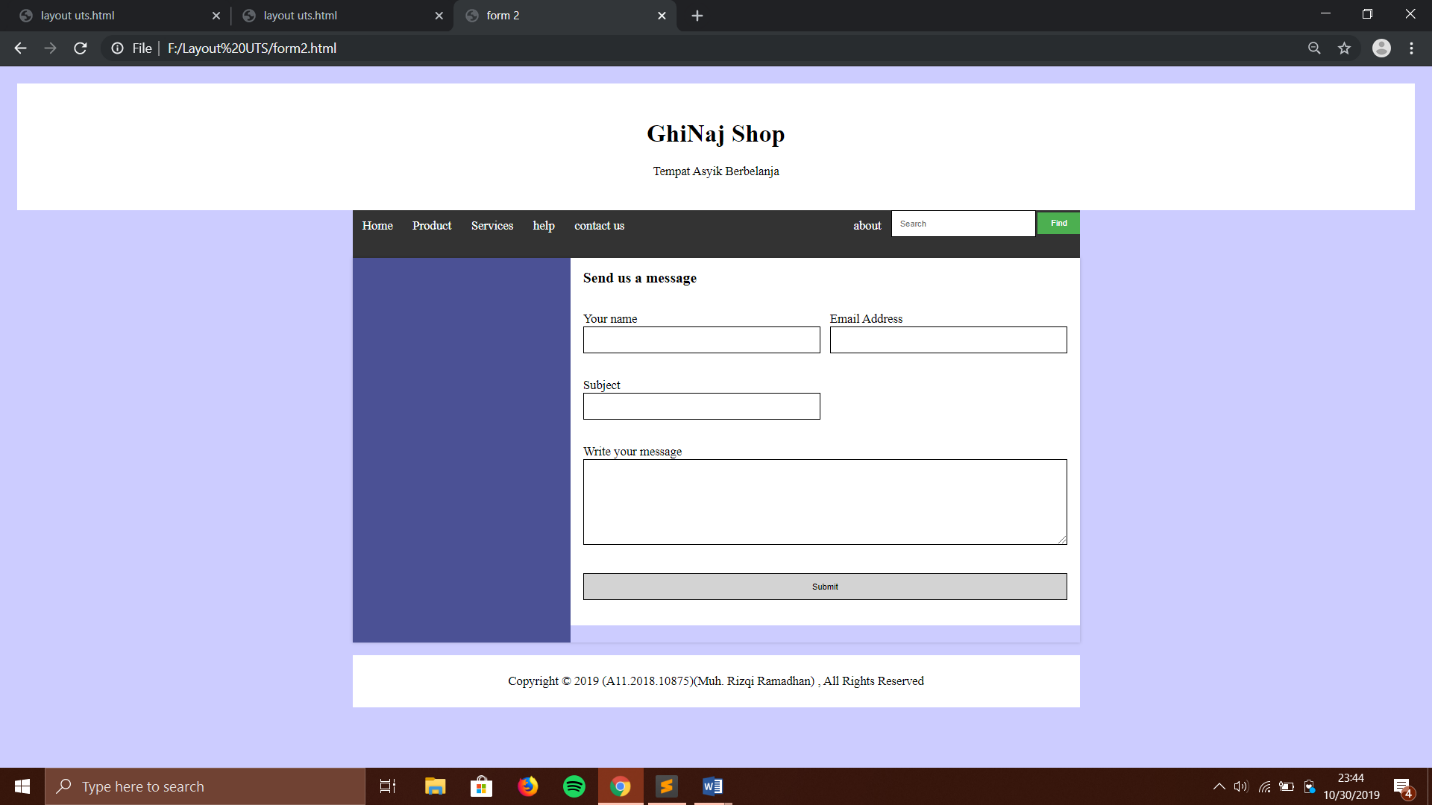 layout uts.html layout uts.html form 2
File F:/Layout%20UTS/form2.html
GhiNaj Shop
Tempat Asyik Berbelanja
Home Product Services help contact us about Search Find
Send us a message
Your name Email Address
Subject
Write your message
Submit
Copyright © 2019 (A11.2018.10875)(Muh. Rizqi Ramadhan) , All Rights Reserved
Type here to search
23:44
10/30/2019
4